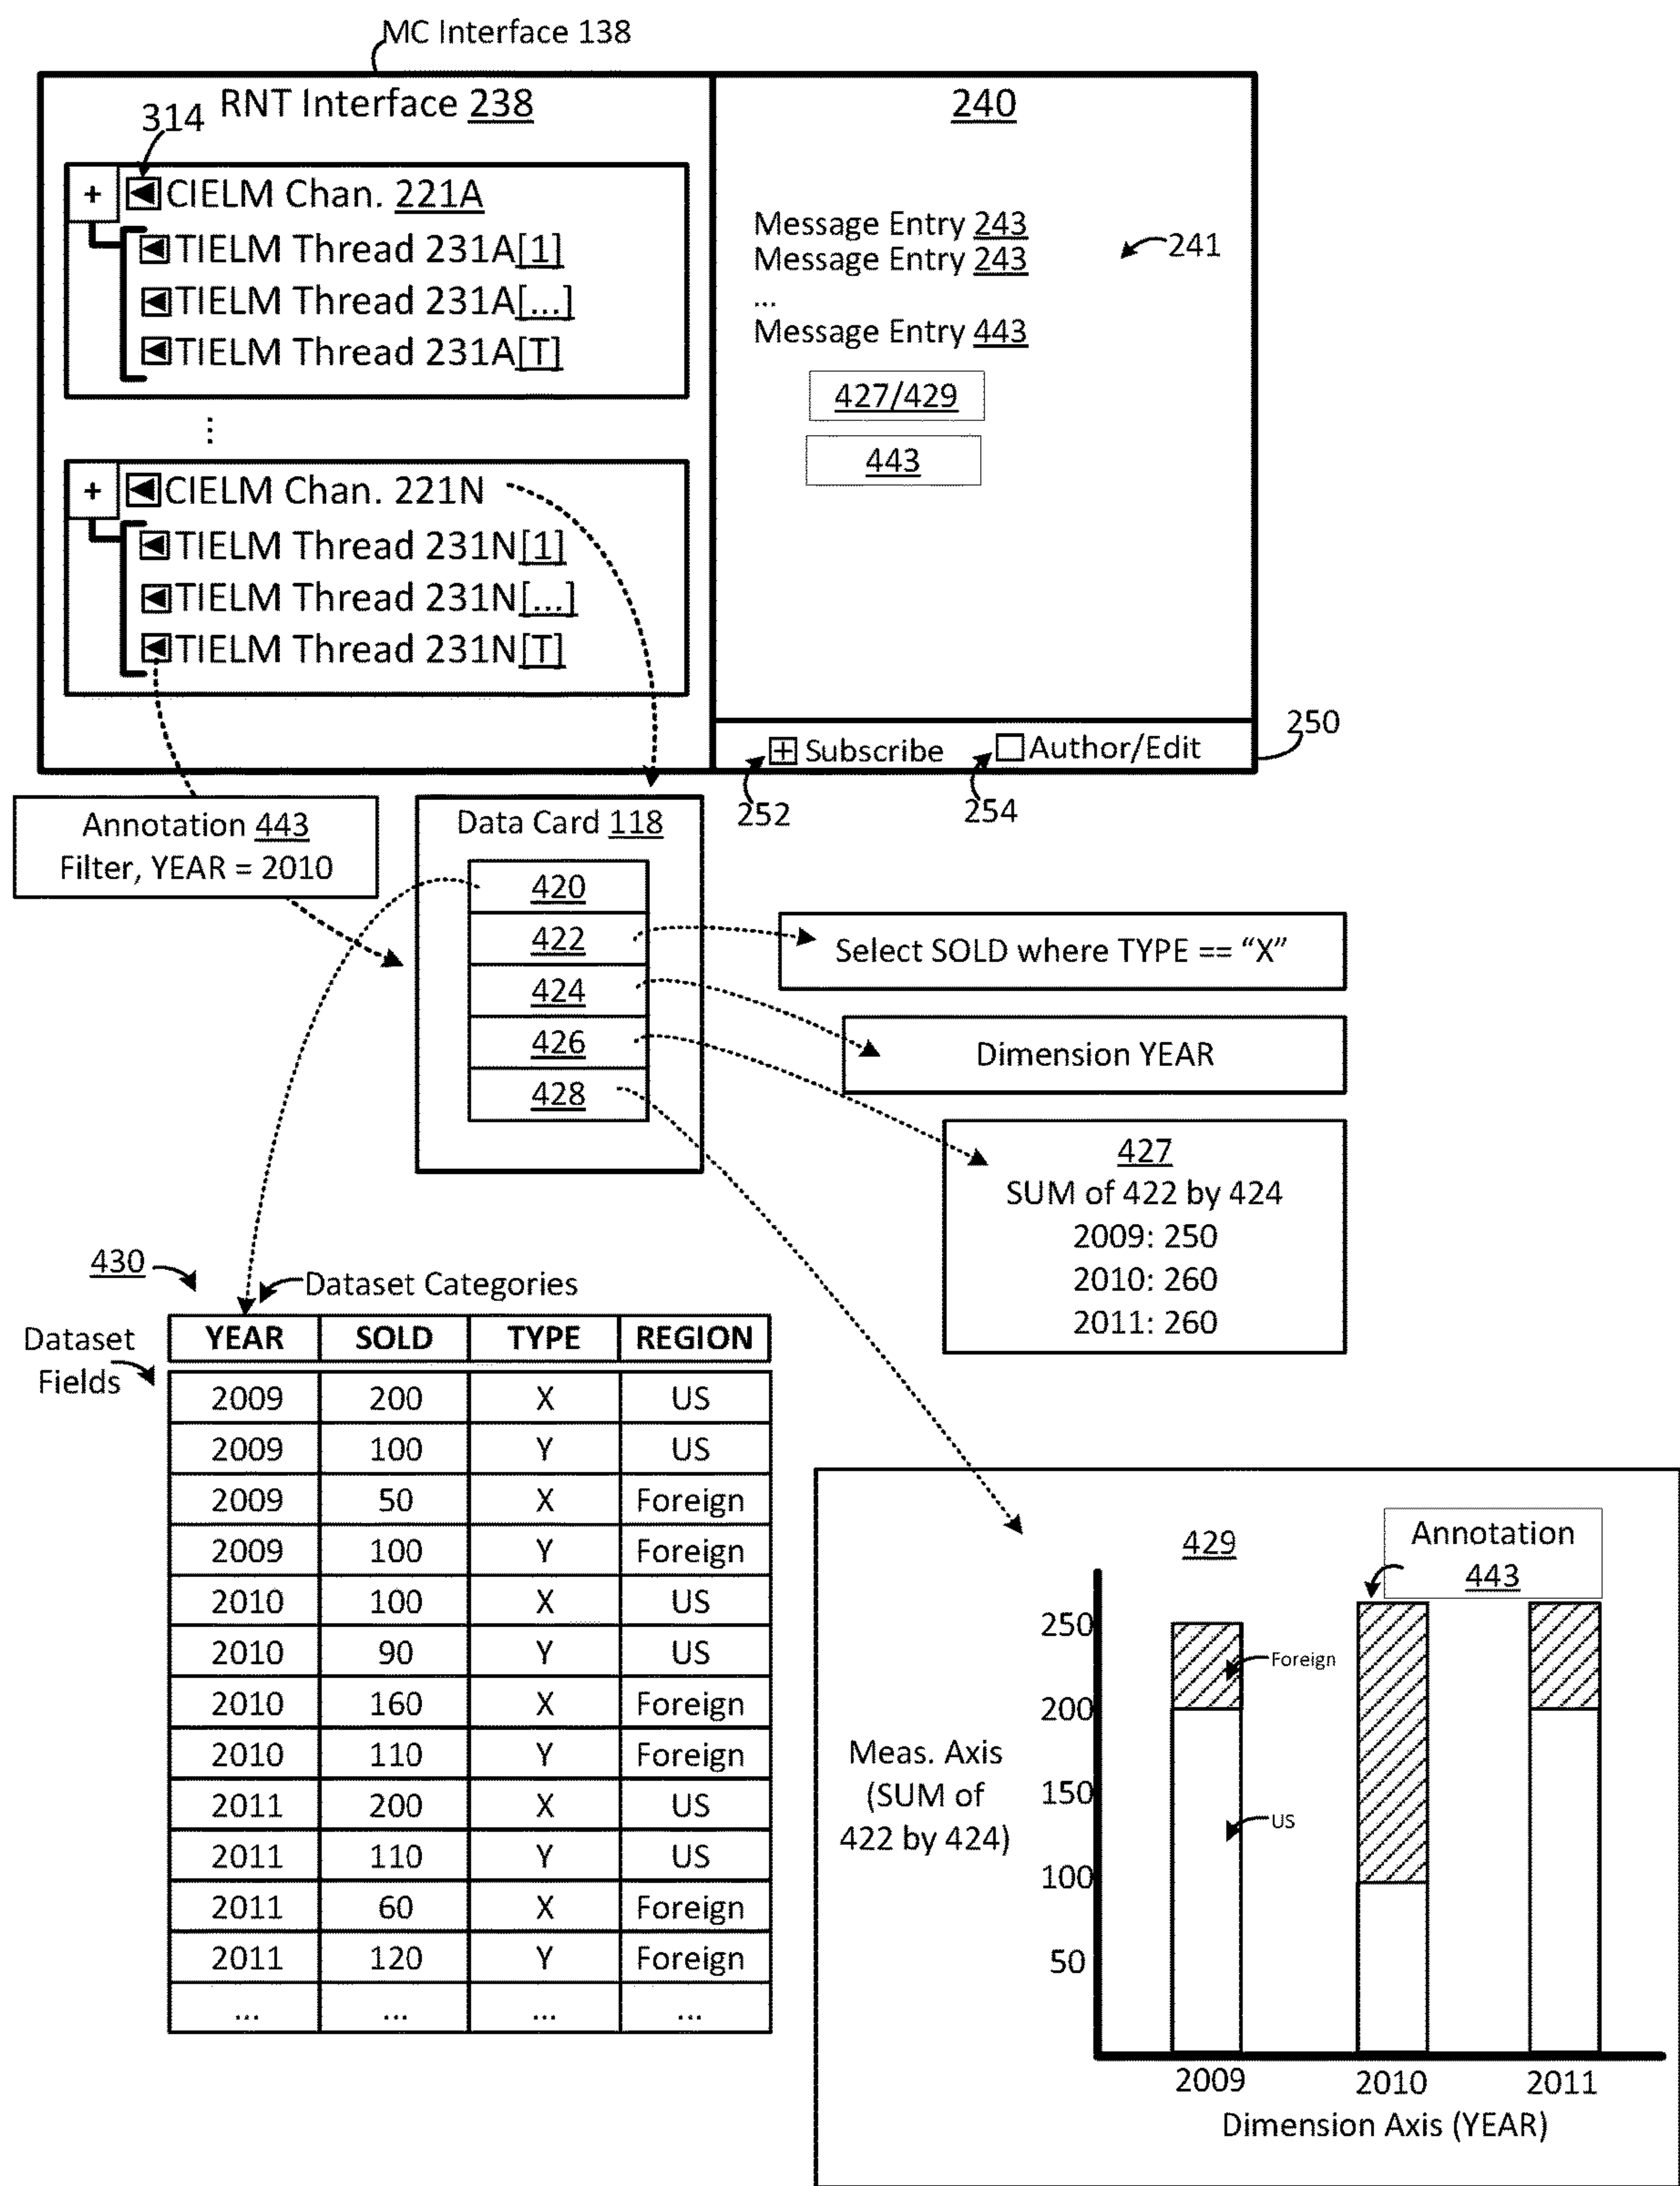 MC Interface 138
RNT Interface 238
314
+
CIELM Chan. 221A
TIELM Thread 231A[1]
TIELM Thread 231A[...]
TIELM Thread 231A[T]
⋮
+
CIELM Chan. 221N
TIELM Thread 231N[1]
TIELM Thread 231N[...]
TIELM Thread 231N[T]
240
Message Entry 243
Message Entry 243
...
Message Entry 443
241
427/429
443
+ Subscribe
Author/Edit
250
252
254
Annotation 443
Filter, YEAR = 2010
Data Card 118
420
422
424
426
428
Select SOLD where TYPE == “X”
Dimension YEAR
427
SUM of 422 by 424
2009: 250
2010: 260
2011: 260
430
Dataset Categories
Dataset
Fields
YEAR SOLD TYPE REGION
2009 200 X US
2009 100 Y US
2009 50 X Foreign
2009 100 Y Foreign
2010 100 X US
2010 90 Y US
2010 160 X Foreign
2010 110 Y Foreign
2011 200 X US
2011 110 Y US
2011 60 X Foreign
2011 120 Y Foreign
... ... ... ...
429
Annotation
443
250
200
150
100
50
Foreign
US
Meas. Axis
(SUM of
422 by 424)
2009 2010 2011
Dimension Axis (YEAR)